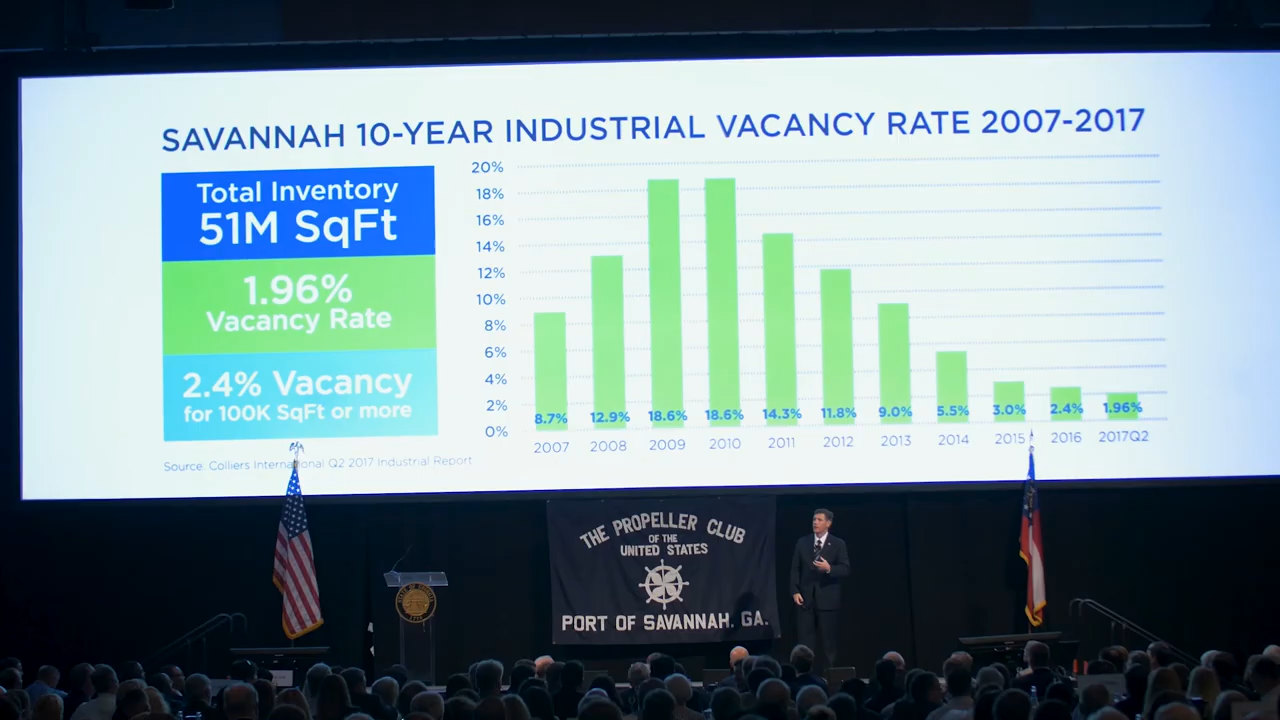 SAVANNAH 10-YEAR INDUSTRIAL VACANCY RATE 2007-2017
Total Inventory
51M SqFt
1.96%
Vacancy Rate
2.4% Vacancy
for 100K SqFt or more
20%
18%
16%
14%
12%
10%
8%
6%
4%
2%
0%
8.7% 12.9% 18.6% 18.6% 14.3% 11.8% 9.0% 5.5% 3.0% 2.4% 1.96%
2007 2008 2009 2010 2011 2012 2013 2014 2015 2016 2017Q2
Source. Colliers International Q2 2017 Industrial Report
THE PROPELLER CLUB
OF THE
UNITED STATES
PORT OF SAVANNAH. GA.